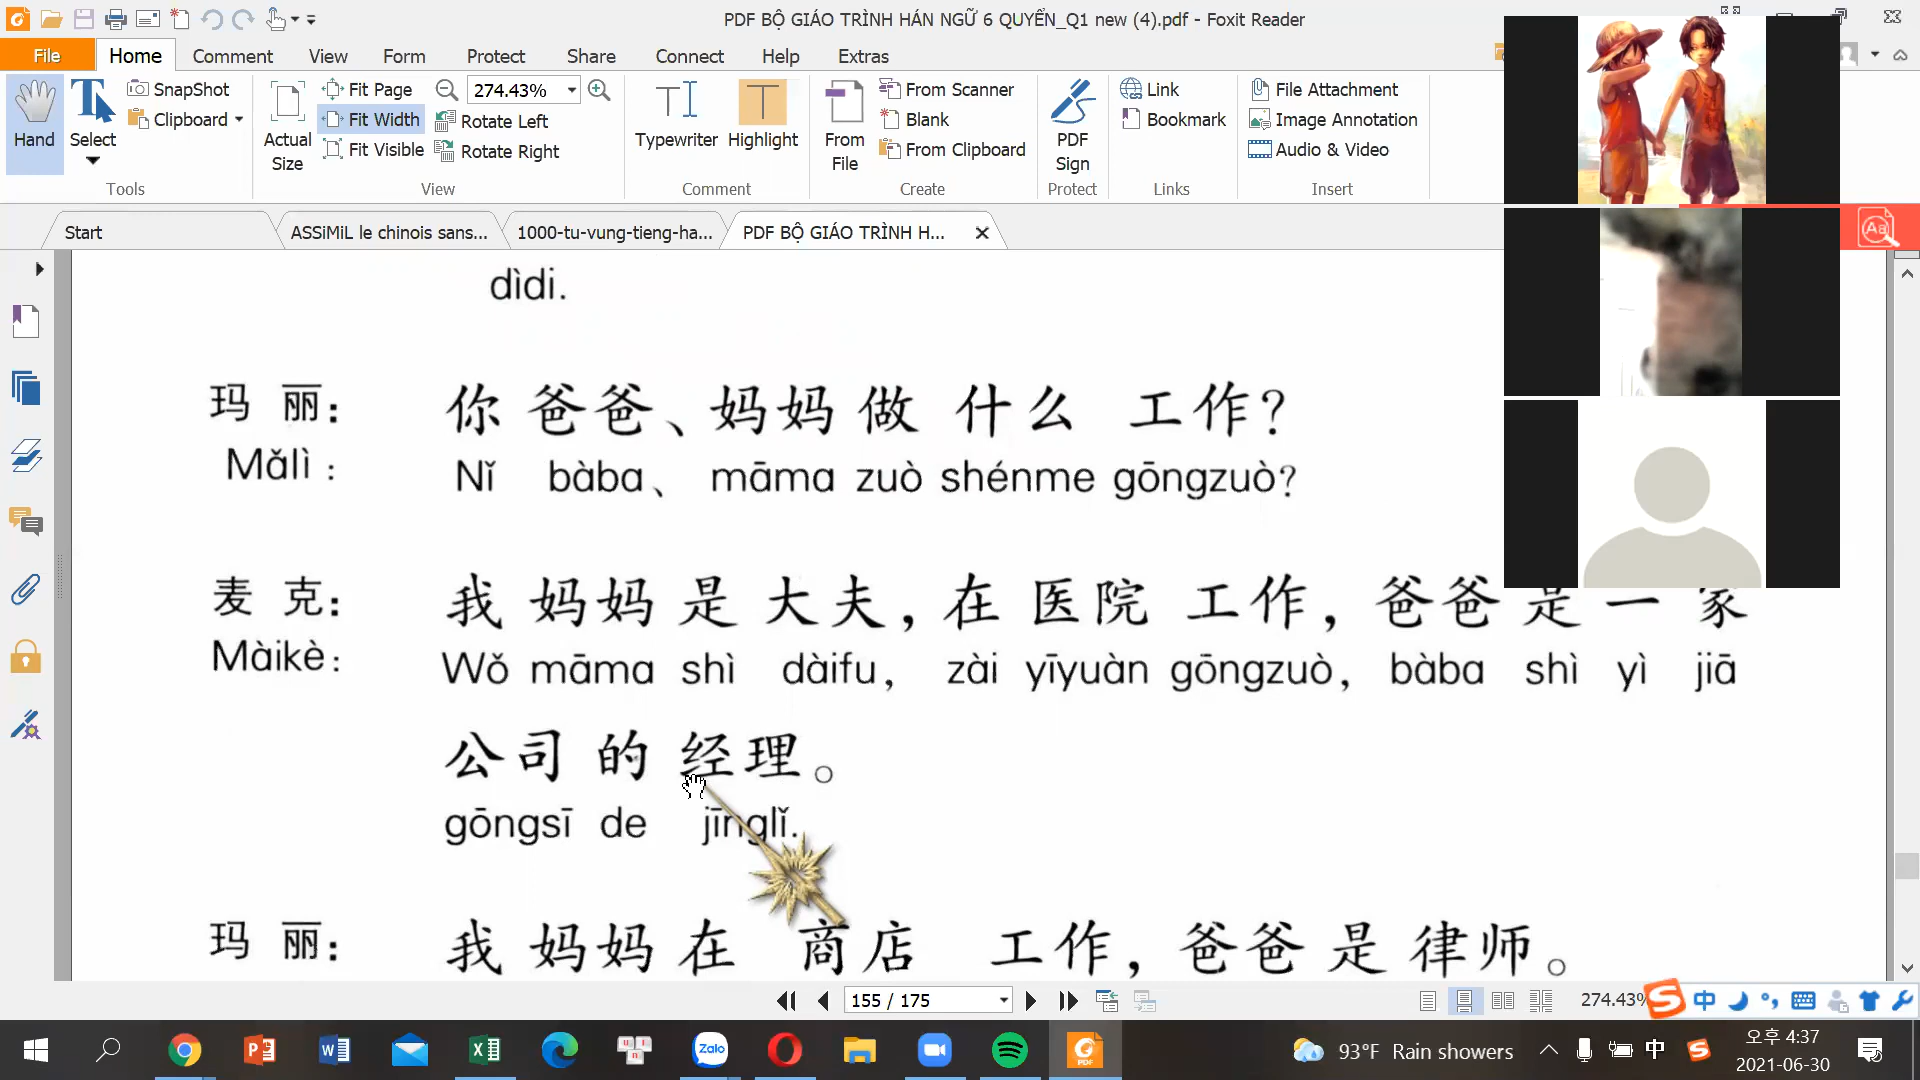 PDF BỘ GIÁO TRÌNH HÁN NGỮ 6 QUYỂN_Q1 new (4).pdf - Foxit Reader
File Home Comment View Form Protect Share Connect Help Extras
Hand
Select
SnapShot
Clipboard
Tools
Actual Size
Fit Page
Fit Width
Fit Visible
274.43%
Rotate Left
Rotate Right
View
Typewriter
Highlight
Comment
From File
From Scanner
Blank
From Clipboard
Create
PDF Sign
Protect
Link
Bookmark
Links
File Attachment
Image Annotation
Audio & Video
Insert
Start
ASSiMiL le chinois sans...
1000-tu-vung-tieng-ha...
PDF BỘ GIÁO TRÌNH H...
dìdi.
玛 丽： 你 爸爸、妈妈 做 什么 工作？
Mǎlì： Nǐ bàba、 māma zuò shénme gōngzuò?
麦 克： 我 妈妈 是 大夫，在 医院 工作，爸爸 是 一 家
Màikè: Wǒ māma shì dàifu, zài yīyuàn gōngzuò, bàba shì yì jiā
公司 的 经理。
gōngsī de jīnglǐ.
玛 丽： 我 妈妈 在 商店 工作，爸爸 是 律师。
155 / 175
274.43%
中
Zalo
93°F Rain showers
中
오후 4:37
2021-06-30